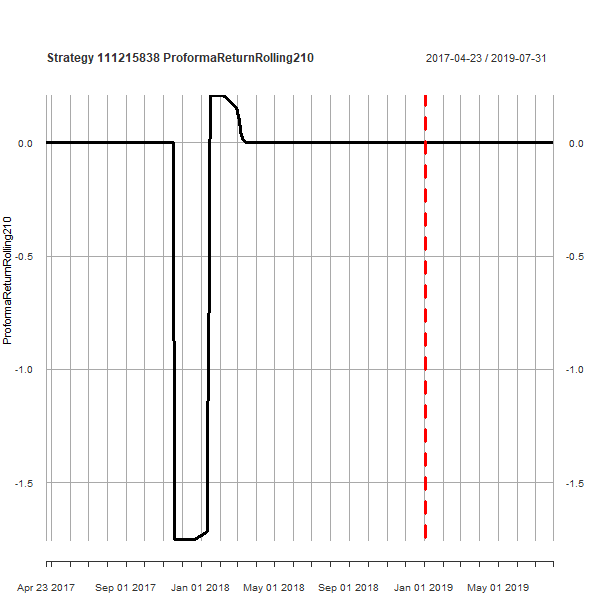 Strategy 111215838 ProformaReturnRolling210
2017-04-23 / 2019-07-31
ProformaReturnRolling210
0.0
0.0
-0.5
-0.5
-1.0
-1.0
-1.5
-1.5
Apr 23 2017
Sep 01 2017
Jan 01 2018
May 01 2018
Sep 01 2018
Jan 01 2019
May 01 2019